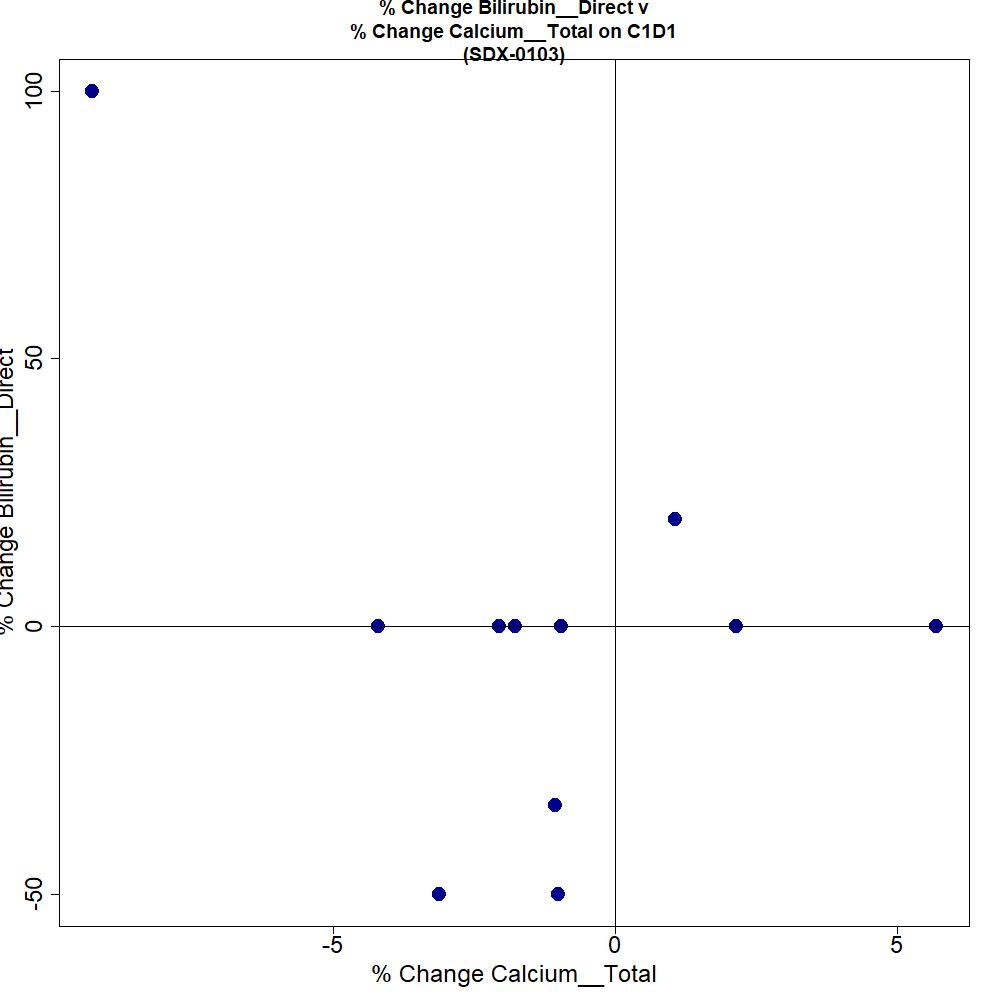 % Change Bilirubin__Direct v
% Change Calcium__Total on C1D1
(SDX-0103)
100
50
0
-50
% Change Bilirubin__Direct
-5
0
5
% Change Calcium__Total